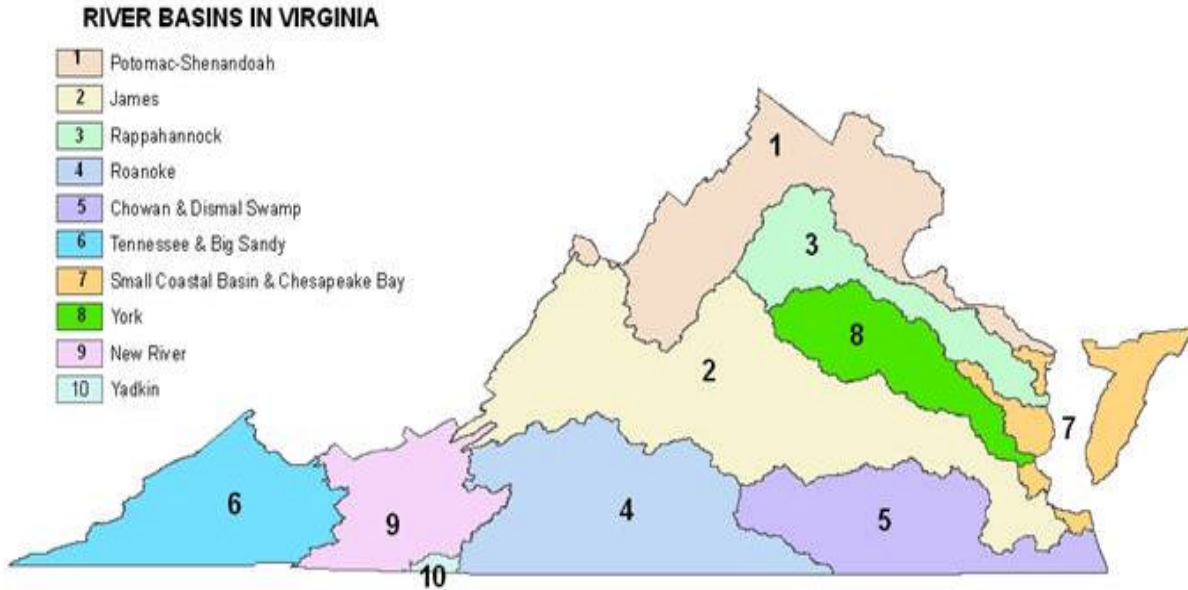 RIVER BASINS IN VIRGINIA
1 Potomac-Shenandoah
2 James
3 Rappahannock
4 Roanoke
5 Chowan & Dismal Swamp
6 Tennessee & Big Sandy
7 Small Coastal Basin & Chesapeake Bay
8 York
9 New River
10 Yadkin
1
3
8
2
7
6
4
5
9
10